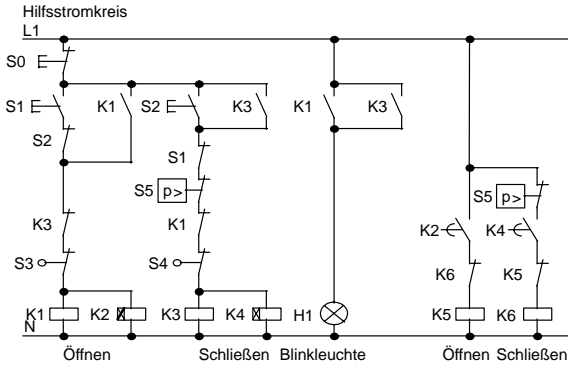 Hilfsstromkreis
L1
S0
S1 K1 S2 K3 K1 K3
S2
S1
S5 p> S5 p>
K3 K1 K2 K4
S3 S4 K6 K5
K1 K2 K3 K4 H1 K5 K6
N
Öffnen Schließen Blinkleuchte Öffnen Schließen